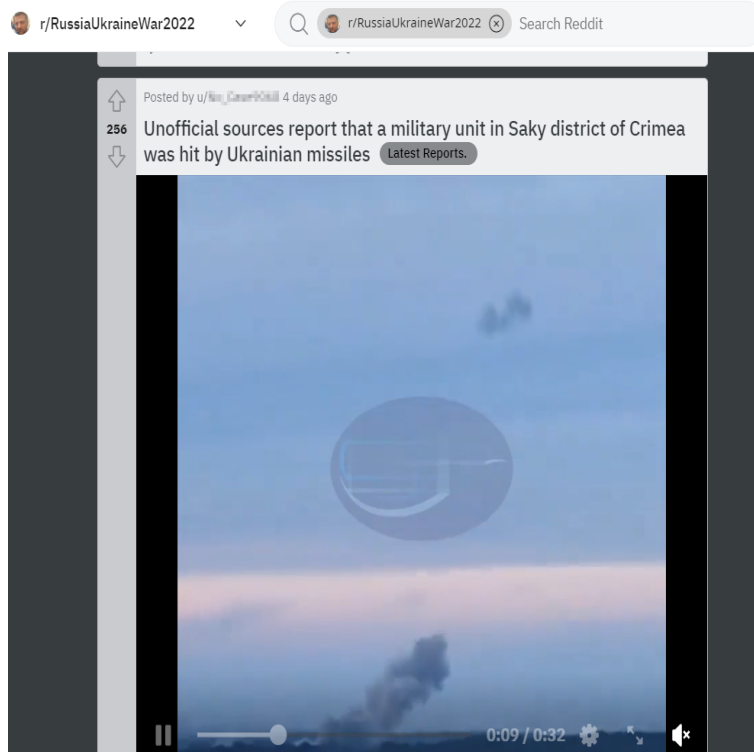 r/RussiaUkraineWar2022
r/RussiaUkraineWar2022 Search Reddit
Posted by u/ 4 days ago
256
Unofficial sources report that a military unit in Saky district of Crimea
was hit by Ukrainian missiles Latest Reports.
0:09 / 0:32